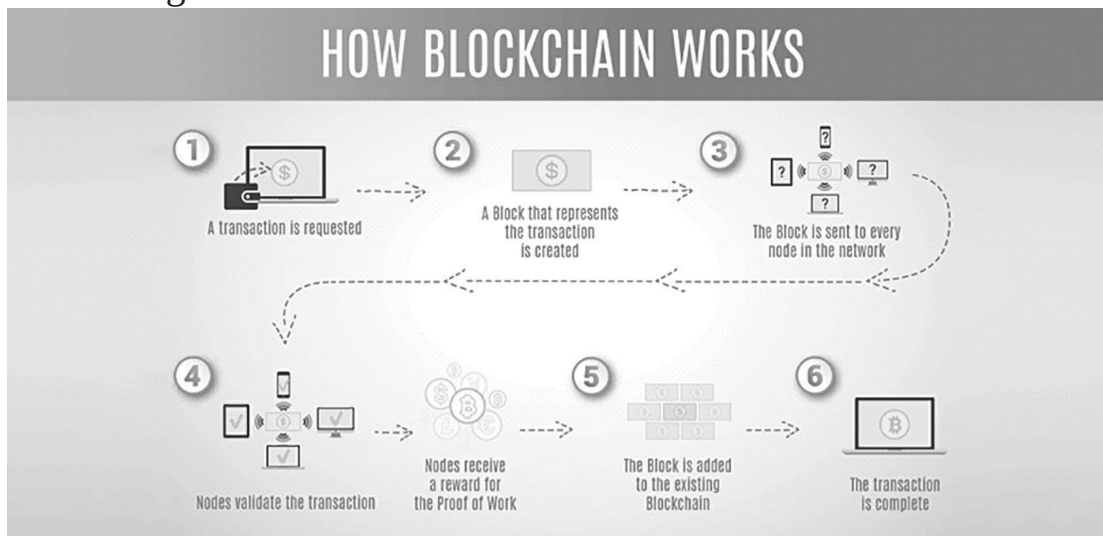 HOW BLOCKCHAIN WORKS
1
A transaction is requested
2
A Block that represents
the transaction
is created
3
The Block is sent to every
node in the network
4
Nodes validate the transaction
Nodes receive
a reward for
the Proof of Work
5
The Block is added
to the existing
Blockchain
6
The transaction
is complete